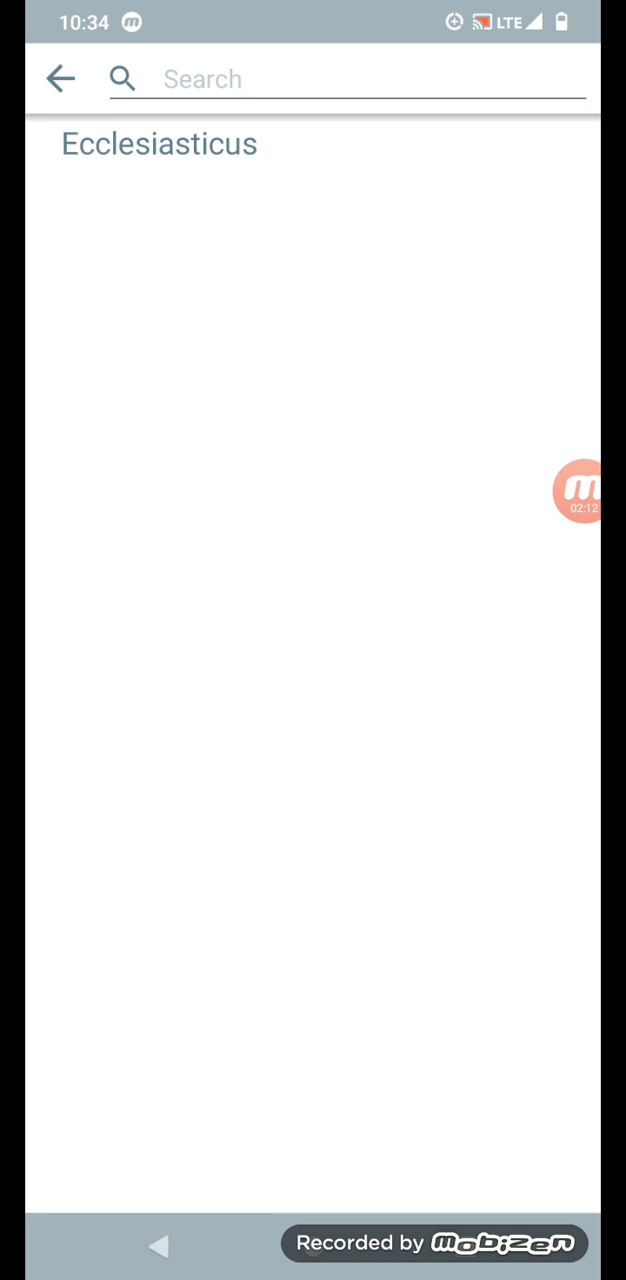 10:34 m LTE
Search
Ecclesiasticus
m
02:12
Recorded by mobizen